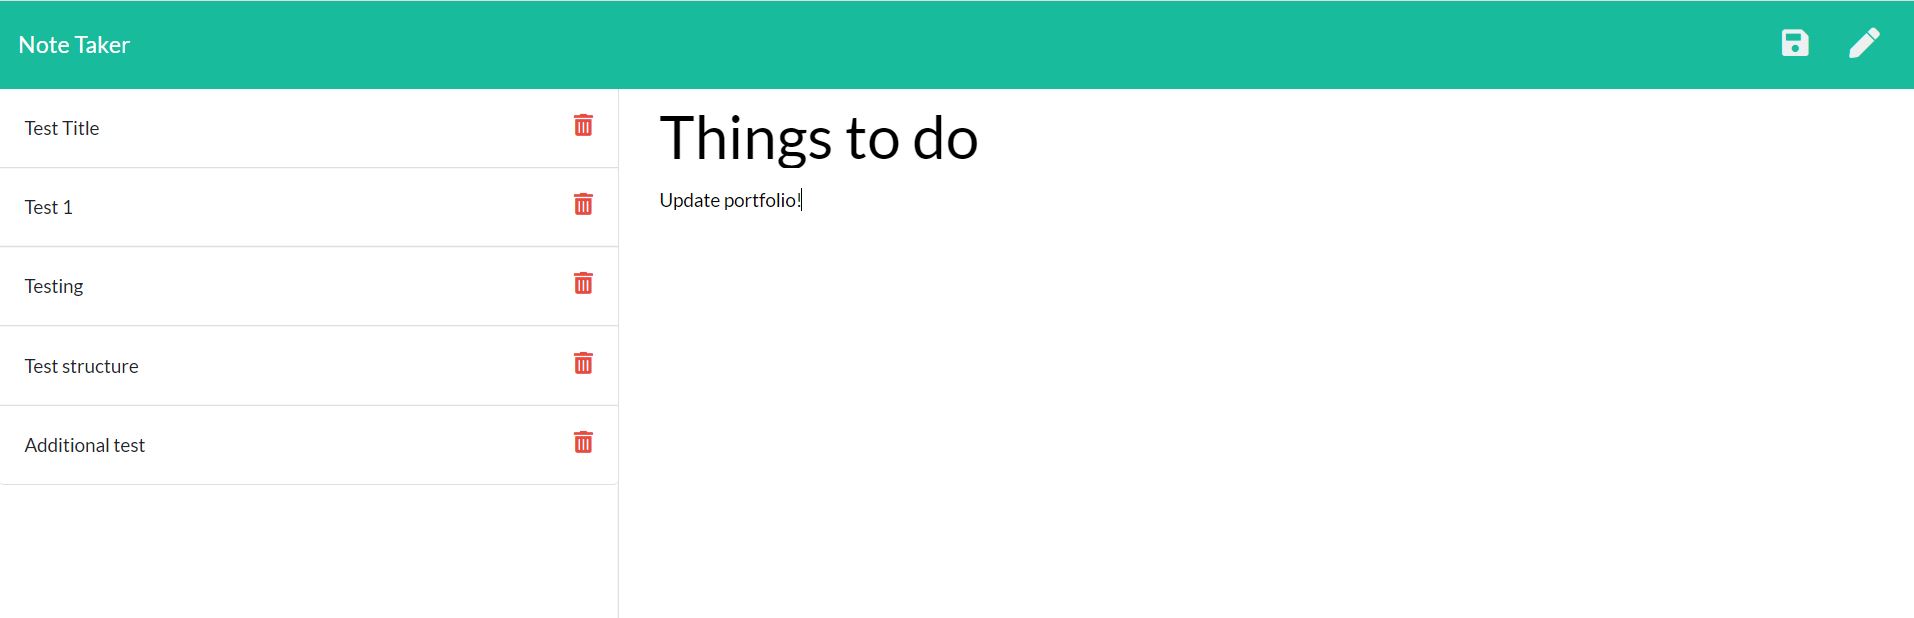 Note Taker
Test Title
Test 1
Testing
Test structure
Additional test
Things to do
Update portfolio!